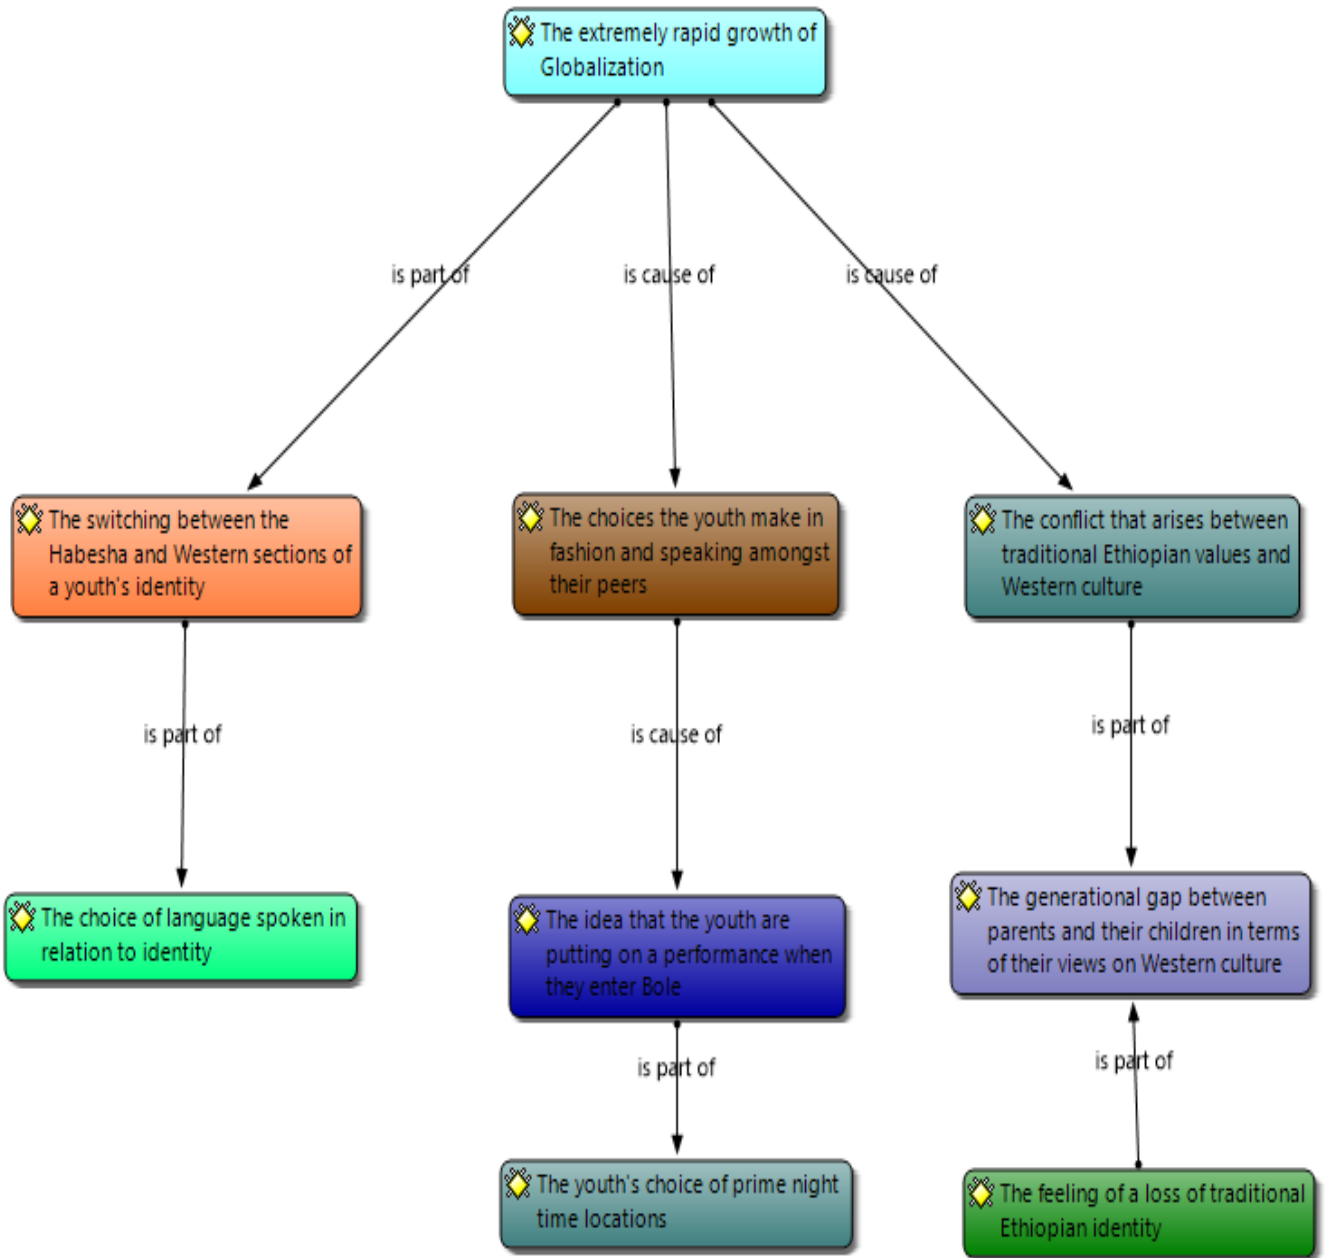 The extremely rapid growth of
Globalization
is part of
is cause of
is cause of
The switching between the
Habesha and Western sections of
a youth's identity
The choices the youth make in
fashion and speaking amongst
their peers
The conflict that arises between
traditional Ethiopian values and
Western culture
is part of
is cause of
is part of
The choice of language spoken in
relation to identity
The idea that the youth are
putting on a performance when
they enter Bole
The generational gap between
parents and their children in terms
of their views on Western culture
is part of
is part of
The youth's choice of prime night
time locations
The feeling of a loss of traditional
Ethiopian identity